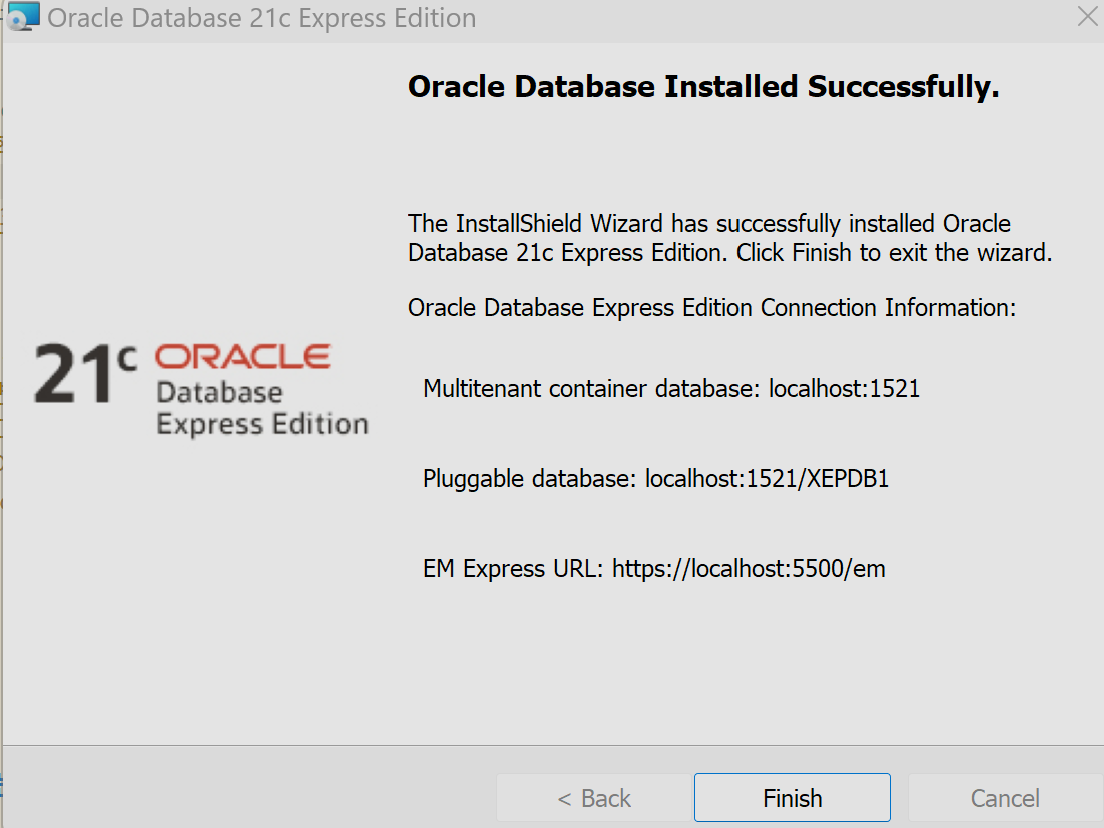 Oracle Database 21c Express Edition
Oracle Database Installed Successfully.
The InstallShield Wizard has successfully installed Oracle
Database 21c Express Edition. Click Finish to exit the wizard.
Oracle Database Express Edition Connection Information:
21c ORACLE
Database
Express Edition
Multitenant container database: localhost:1521
Pluggable database: localhost:1521/XEPDB1
EM Express URL: https://localhost:5500/em
< Back
Finish
Cancel